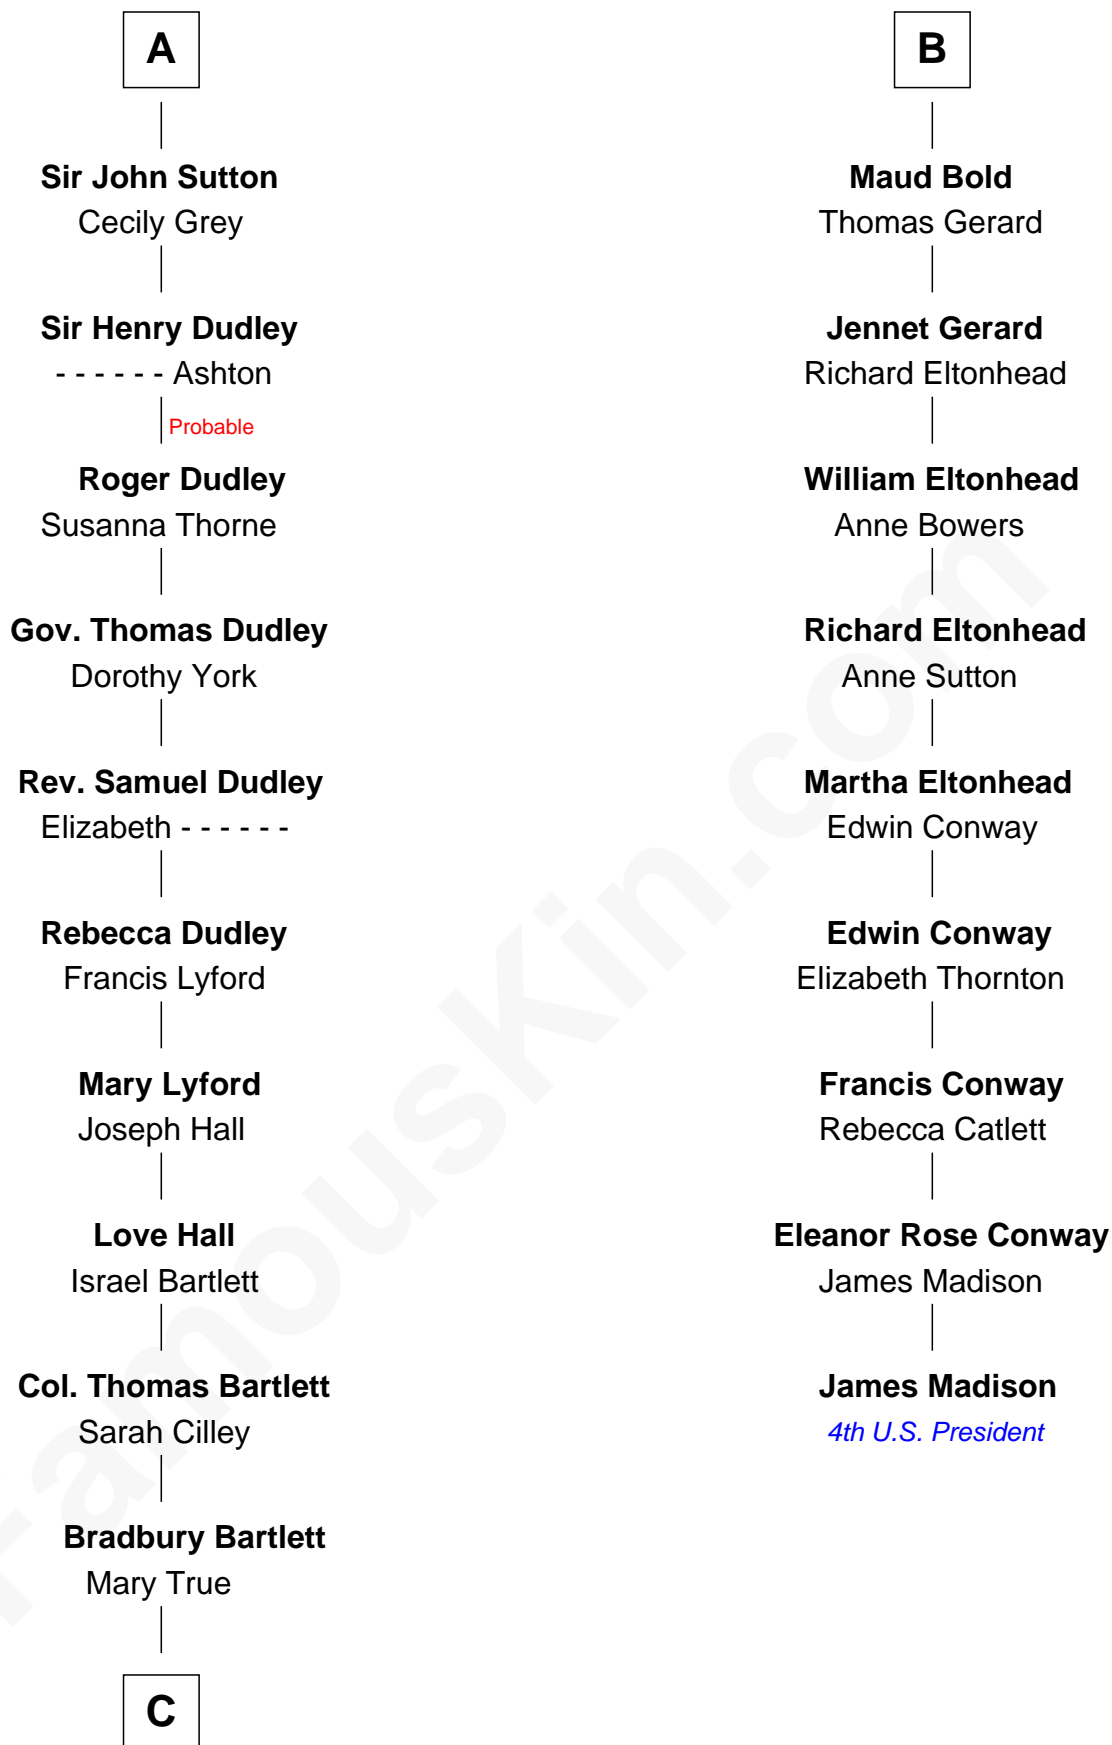 A
Sir John Sutton
Cecily Grey
Sir Henry Dudley
- - - - - - Ashton
Probable
Roger Dudley
Susanna Thorne
Gov. Thomas Dudley
Dorothy York
Rev. Samuel Dudley
Elizabeth - - - - - -
Rebecca Dudley
Francis Lyford
Mary Lyford
Joseph Hall
Love Hall
Israel Bartlett
Col. Thomas Bartlett
Sarah Cilley
Bradbury Bartlett
Mary True
C
B
Maud Bold
Thomas Gerard
Jennet Gerard
Richard Eltonhead
William Eltonhead
Anne Bowers
Richard Eltonhead
Anne Sutton
Martha Eltonhead
Edwin Conway
Edwin Conway
Elizabeth Thornton
Francis Conway
Rebecca Catlett
Eleanor Rose Conway
James Madison
James Madison
4th U.S. President
FamousKin.com